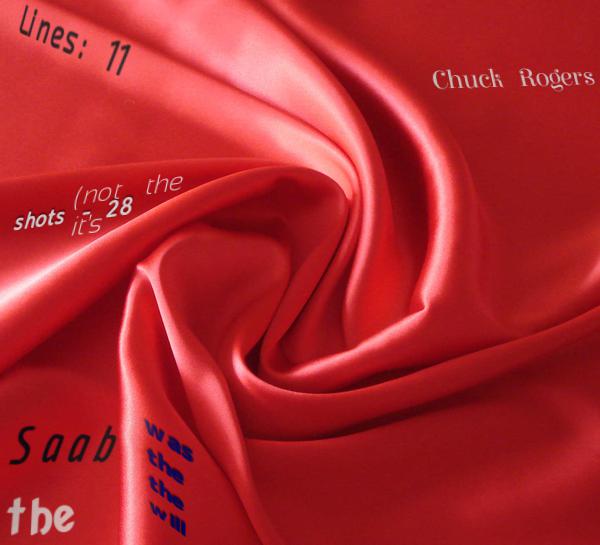 Lines: 11
Chuck Rogers
(not the
it's
shots - 28
Saab
was
the
the
will
the